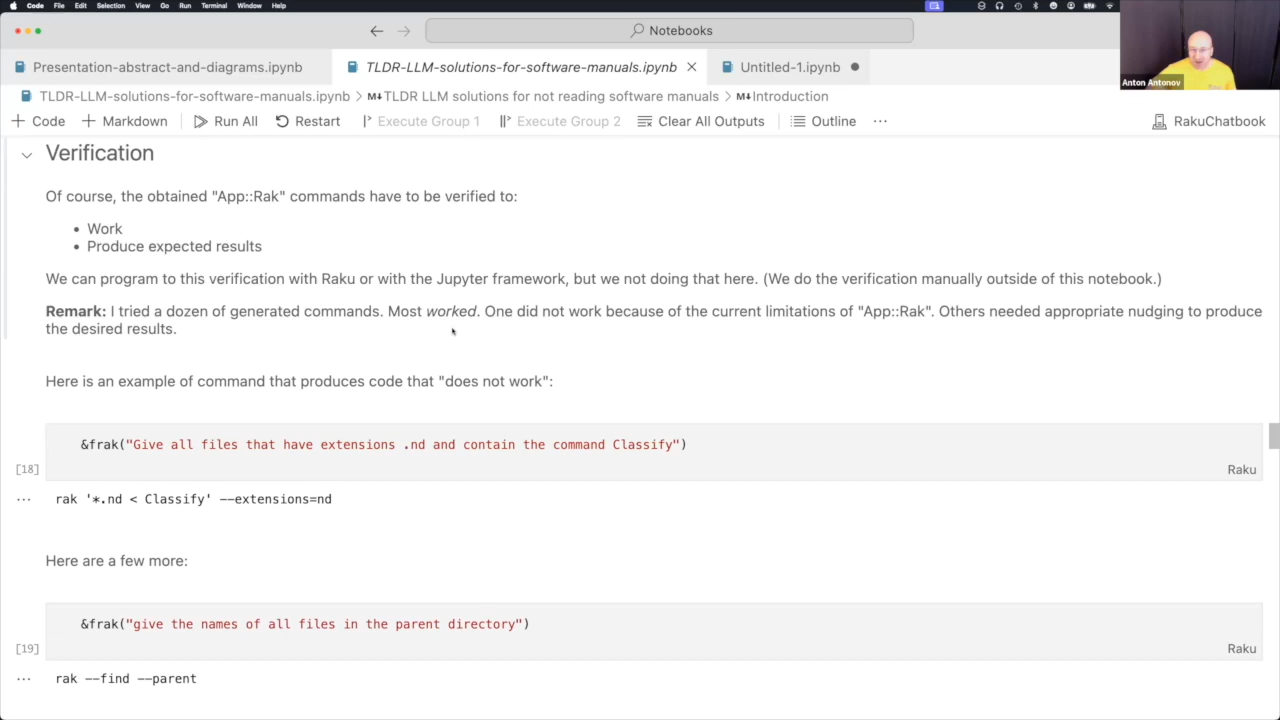 Code File Edit Selection View Go Run Terminal Window Help
Notebooks
Presentation-abstract-and-diagrams.ipynb TLDR-LLM-solutions-for-software-manuals.ipynb Untitled-1.ipynb
Anton Antonov
TLDR-LLM-solutions-for-software-manuals.ipynb > M↓ TLDR LLM solutions for not reading software manuals > M↓ Introduction
+ Code + Markdown Run All Restart Execute Group 1 Execute Group 2 Clear All Outputs Outline ... RakuChatbook
Verification
Of course, the obtained "App::Rak" commands have to be verified to:
• Work
• Produce expected results
We can program to this verification with Raku or with the Jupyter framework, but we not doing that here. (We do the verification manually outside of this notebook.)
Remark: I tried a dozen of generated commands. Most worked. One did not work because of the current limitations of "App::Rak". Others needed appropriate nudging to produce
the desired results.
Here is an example of command that produces code that "does not work":
&frak("Give all files that have extensions .nd and contain the command Classify")
[18] Raku
... rak '*.nd < Classify' --extensions=nd
Here are a few more:
&frak("give the names of all files in the parent directory")
[19] Raku
... rak --find --parent